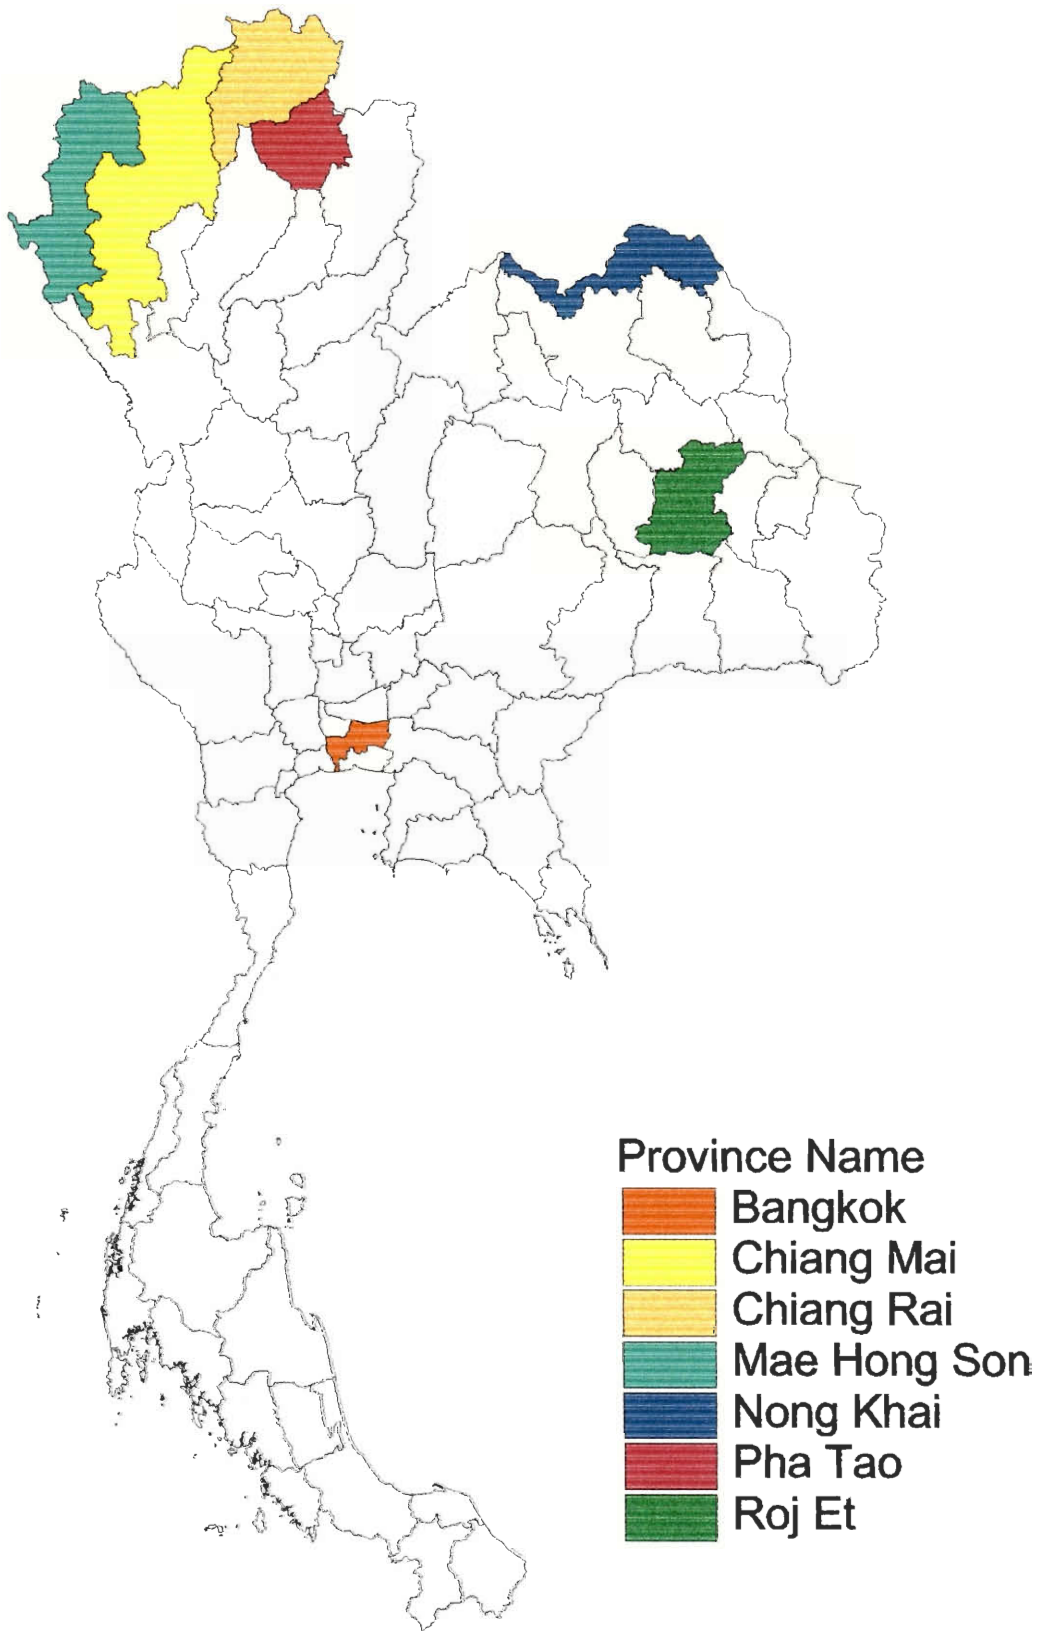 Province Name
Bangkok
Chiang Mai
Chiang Rai
Mae Hong Son
Nong Khai
Pha Tao
Roj Et